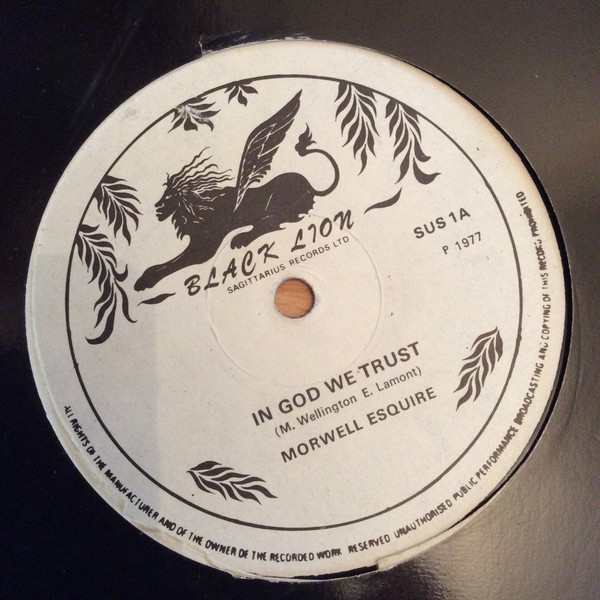 BLACK LION
SAGITTARIUS RECORDS LTD
SUS 1A
P 1977
IN GOD WE TRUST
(M. Wellington E. Lamont)
MORWELL ESQUIRE
ALL RIGHTS OF THE MANUFACTURER AND OF THE OWNER OF THE RECORDED WORK RESERVED UNAUTHORISED PUBLIC PERFORMANCE BROADCASTING AND COPYING OF THIS RECORD PROHIBITED